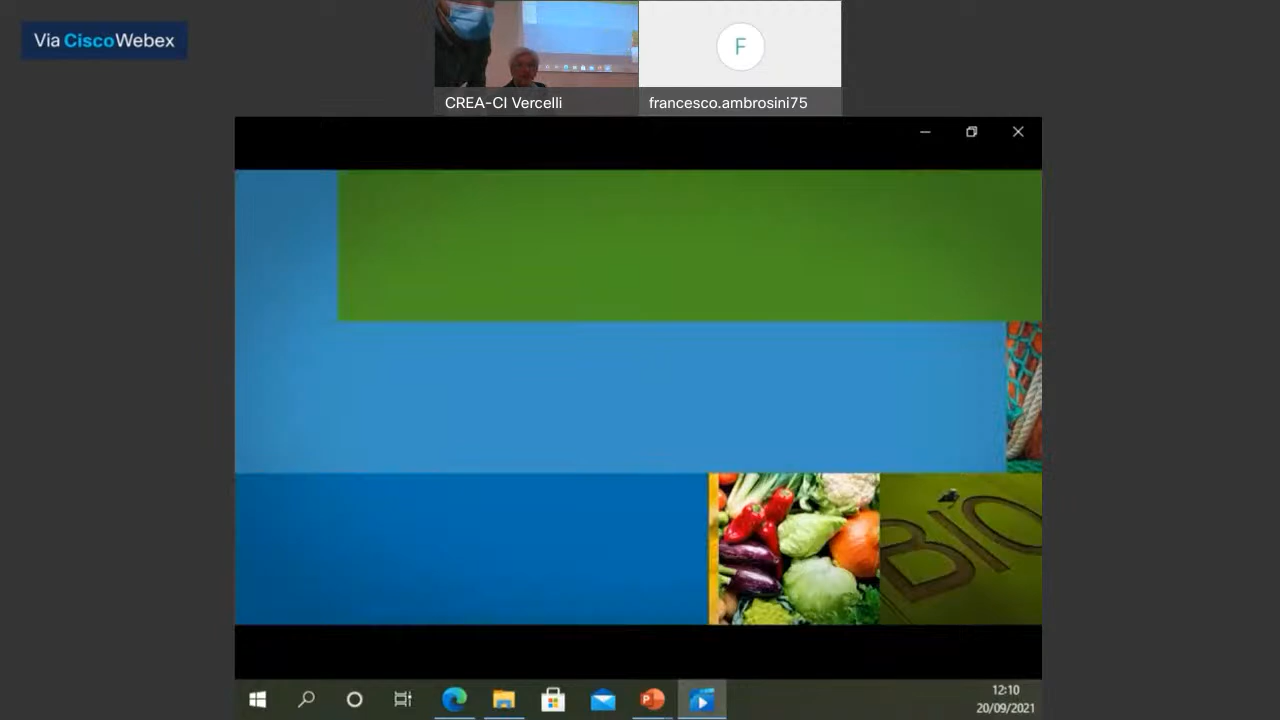 Via CiscoWebex
F
CREA-CI Vercelli
francesco.ambrosini75
BIO
12:10
20/09/2021